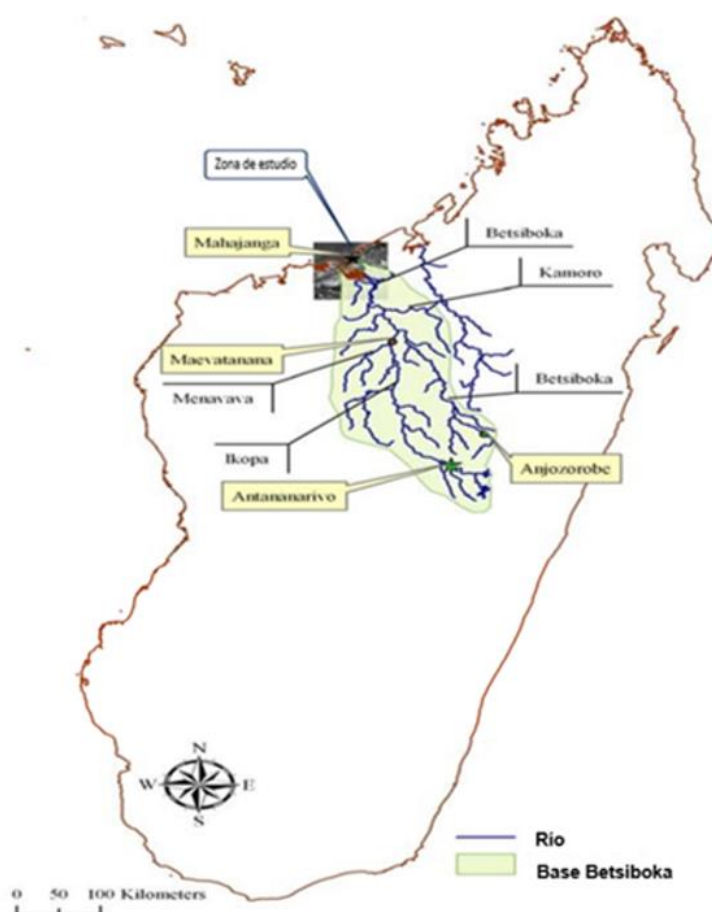 Zona de estudio
Mahajanga
Betsiboka
Kamoro
Maevatanana
Menavava
Betsiboka
Ikopa
Anjozorobe
Antananarivo
N
W E
S
Río
Base Betsiboka
0 50 100 Kilometers